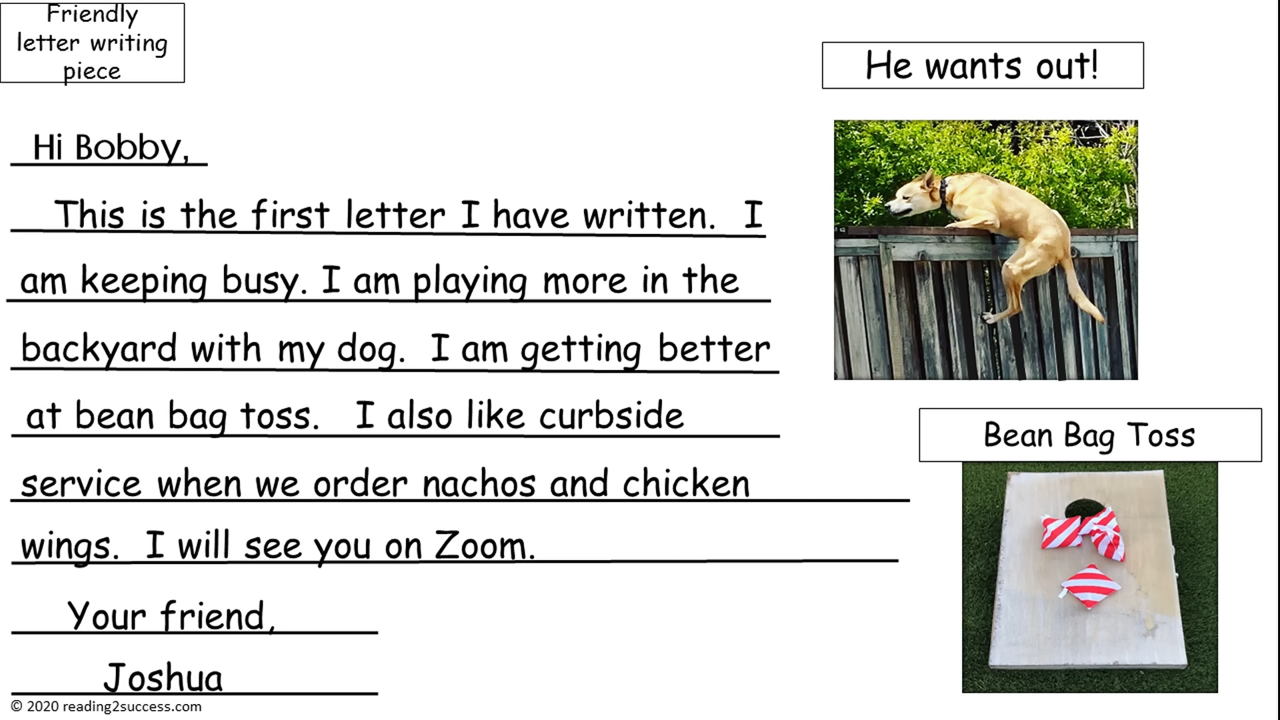 Friendly
letter writing
piece
Hi Bobby,
This is the first letter I have written. I
am keeping busy. I am playing more in the
backyard with my dog. I am getting better
at bean bag toss. I also like curbside
service when we order nachos and chicken
wings. I will see you on Zoom.
Your friend,
Joshua
© 2020 reading2success.com
He wants out!
Bean Bag Toss